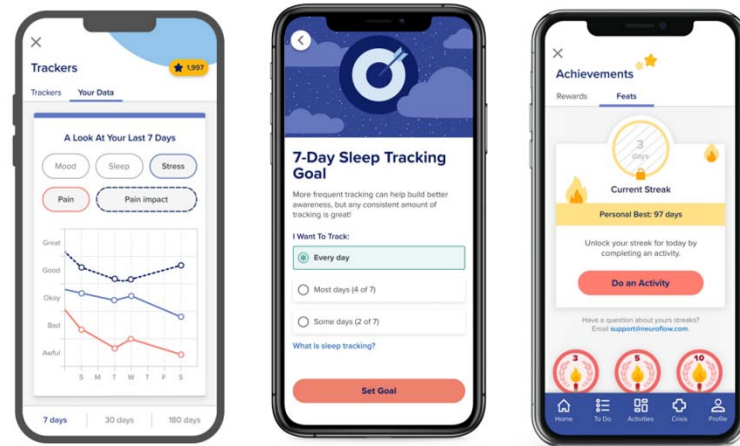 Trackers
1,997
Trackers
Your Data
A Look At Your Last 7 Days
Mood
Sleep
Stress
Pain
Pain impact
Great
Good
Okay
Bad
Awful
S M T W T F S
7 days
30 days
180 days
7-Day Sleep Tracking
Goal
More frequent tracking can help build better
awareness, but any consistent amount of
tracking is great!
I Want To Track:
Every day
Most days (4 of 7)
Some days (2 of 7)
What is sleep tracking?
Set Goal
Achievements
Rewards
Feats
3
days
Current Streak
Personal Best: 97 days
Unlock your streak for today by
completing an activity.
Do an Activity
Have a question about yours streaks?
Email support@neuroflow.com.
3
5
10
Home
To Do
Activities
Crisis
Profile